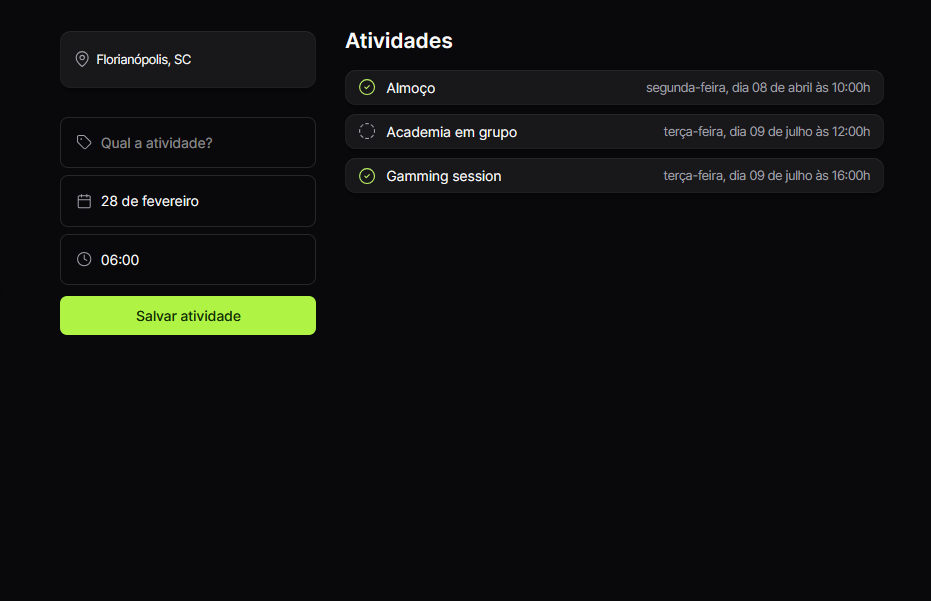 Florianópolis, SC
Qual a atividade?
28 de fevereiro
06:00
Salvar atividade
Atividades
Almoço segunda-feira, dia 08 de abril às 10:00h
Academia em grupo terça-feira, dia 09 de julho às 12:00h
Gamming session terça-feira, dia 09 de julho às 16:00h